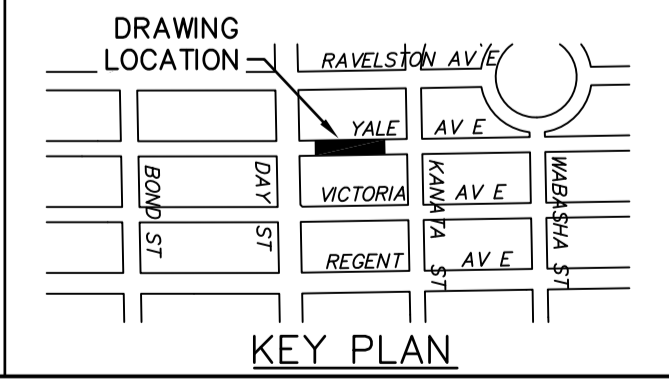 DRAWING
LOCATION
RAVELSTON AV E
YALE AV E
BOND ST
DAY ST
VICTORIA AV E
KANATA ST
WABASHA ST
REGENT AV E
KEY PLAN